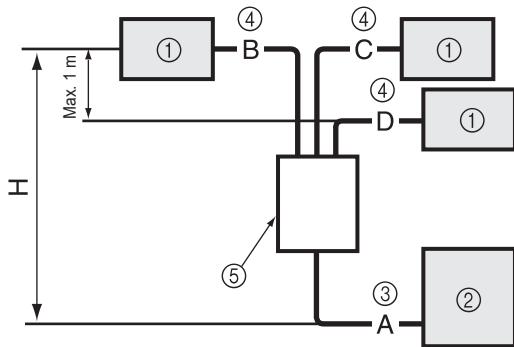 ④ ④
① B C ①
Max. 1 m
④
D ①
H
⑤
③
A ②